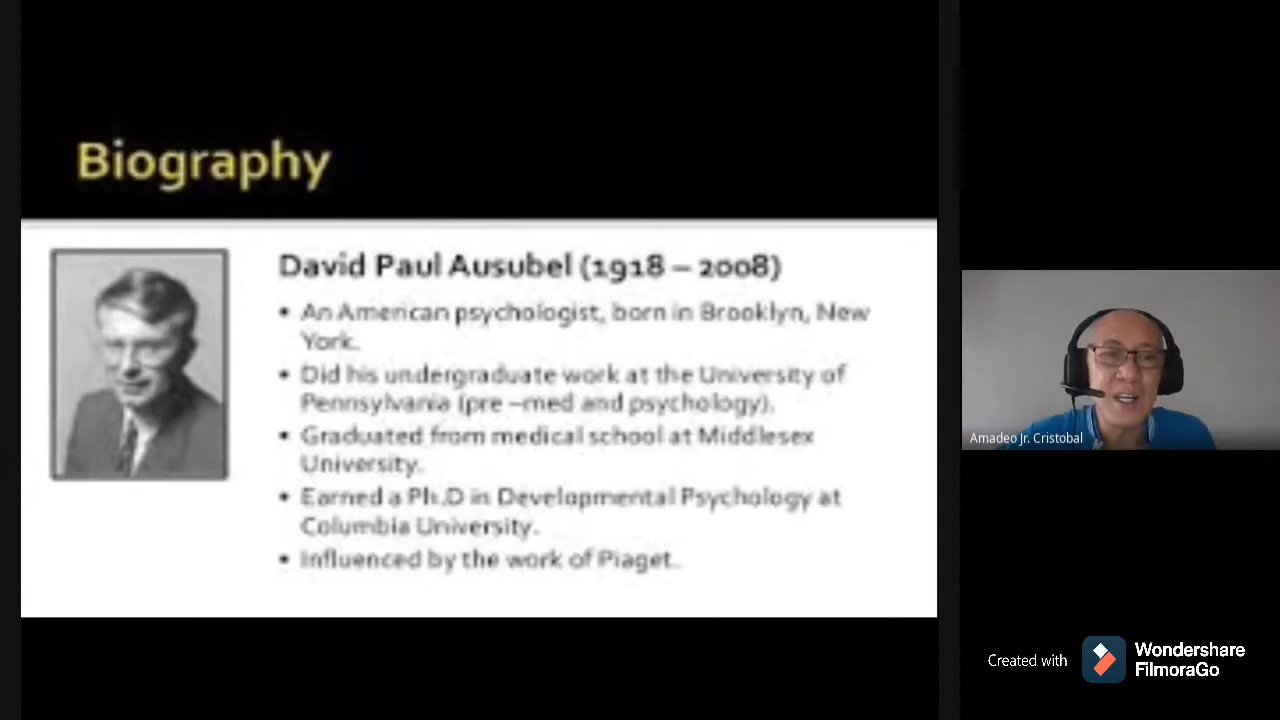 Biography
David Paul Ausubel (1918 – 2008)
• An American psychologist, born in Brooklyn, New
York.
• Did his undergraduate work at the University of
Pennsylvania (pre –med and psychology).
• Graduated from medical school at Middlesex
University.
• Earned a Ph.D in Developmental Psychology at
Columbia University.
• Influenced by the work of Piaget.
Amadeo Jr. Cristobal
Created with
Wondershare
FilmoraGo